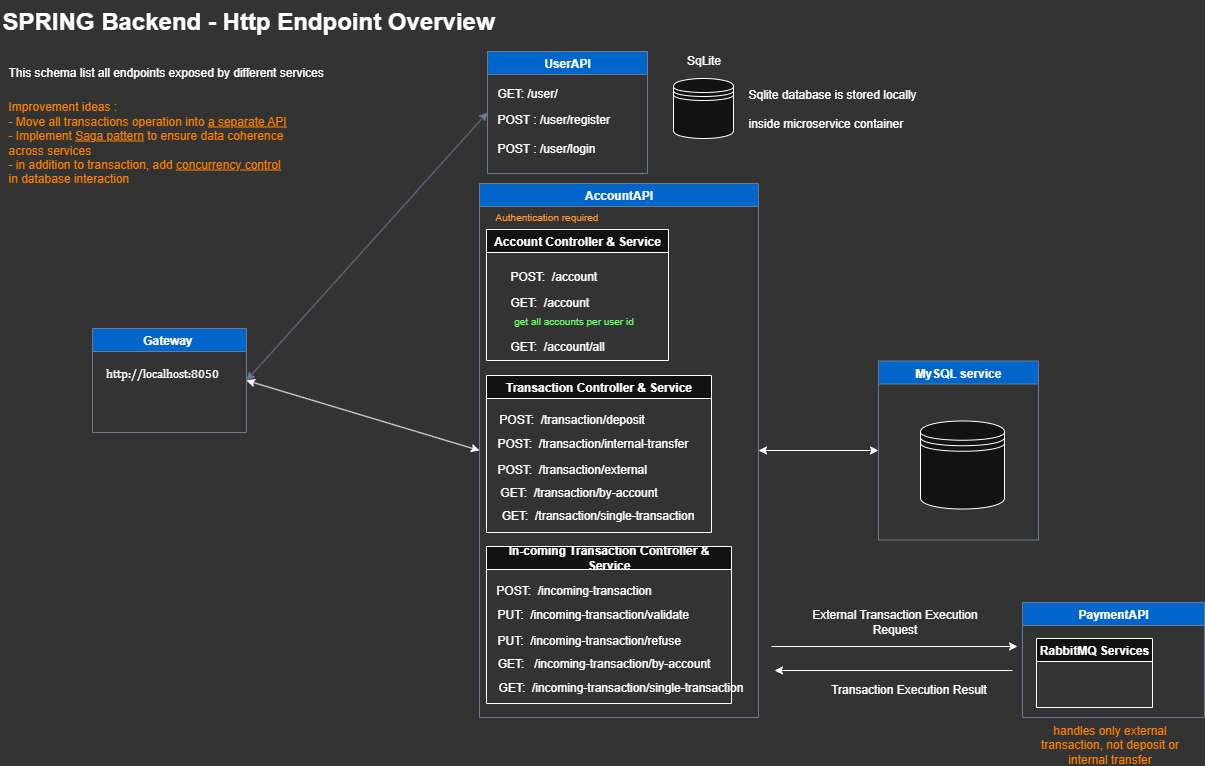 SPRING Backend - Http Endpoint Overview
This schema list all endpoints exposed by different services
Improvement ideas :
- Move all transactions operation into a separate API
- Implement Saga pattern to ensure data coherence
across services
- in addition to transaction, add concurrency control
in database interaction
UserAPI
GET: /user/
POST : /user/register
POST : /user/login
SqLite
Sqlite database is stored locally
inside microservice container
Gateway
http://localhost:8050
AccountAPI
Authentication required
Account Controller & Service
POST: /account
GET: /account
get all accounts per user id
GET: /account/all
Transaction Controller & Service
POST: /transaction/deposit
POST: /transaction/internal-transfer
POST: /transaction/external
GET: /transaction/by-account
GET: /transaction/single-transaction
In-coming Transaction Controller &
Service
POST: /incoming-transaction
PUT: /incoming-transaction/validate
PUT: /incoming-transaction/refuse
GET: /incoming-transaction/by-account
GET: /incoming-transaction/single-transaction
MySQL service
External Transaction Execution
Request
Transaction Execution Result
PaymentAPI
RabbitMQ Services
handles only external
transaction, not deposit or
internal transfer